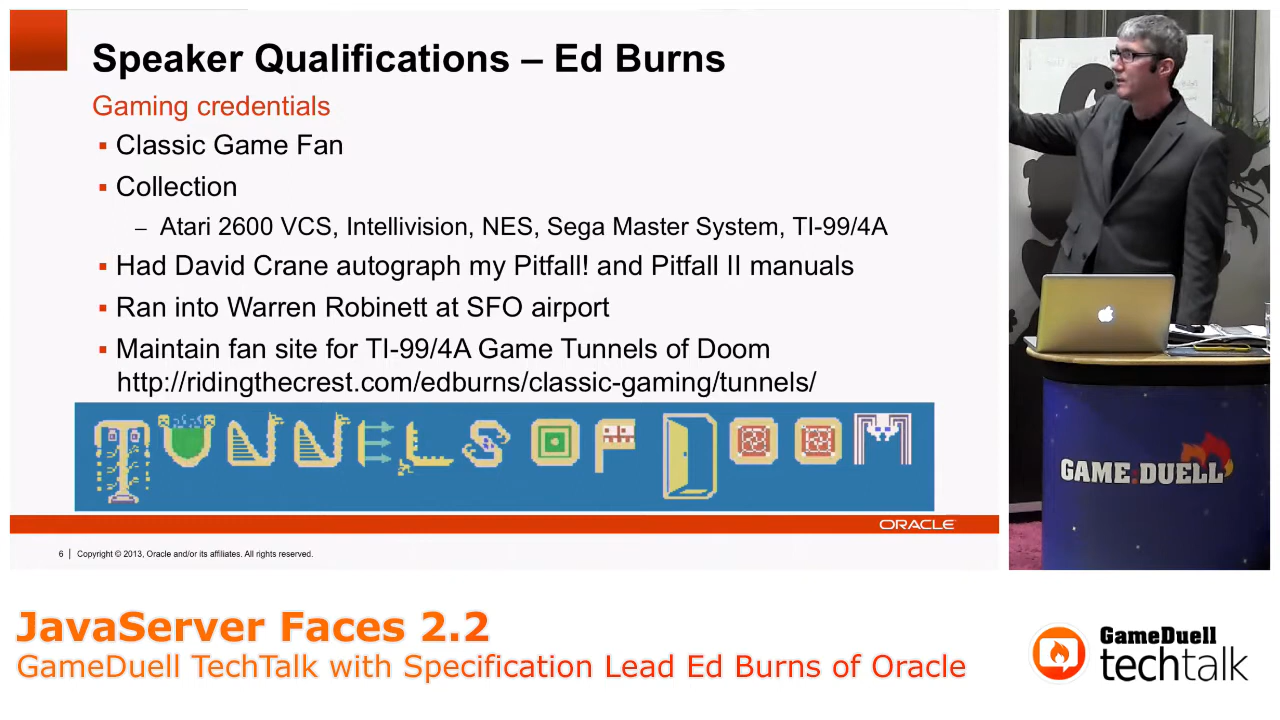 Speaker Qualifications – Ed Burns
Gaming credentials
▪ Classic Game Fan
▪ Collection
– Atari 2600 VCS, Intellivision, NES, Sega Master System, TI-99/4A
▪ Had David Crane autograph my Pitfall! and Pitfall II manuals
▪ Ran into Warren Robinett at SFO airport
▪ Maintain fan site for TI-99/4A Game Tunnels of Doom
http://ridingthecrest.com/edburns/classic-gaming/tunnels/
TUNNELS OF DOOM
ORACLE
6 | Copyright © 2013, Oracle and/or its affiliates. All rights reserved.
GAME:DUELL
JavaServer Faces 2.2
GameDuell TechTalk with Specification Lead Ed Burns of Oracle
GameDuell
techtalk